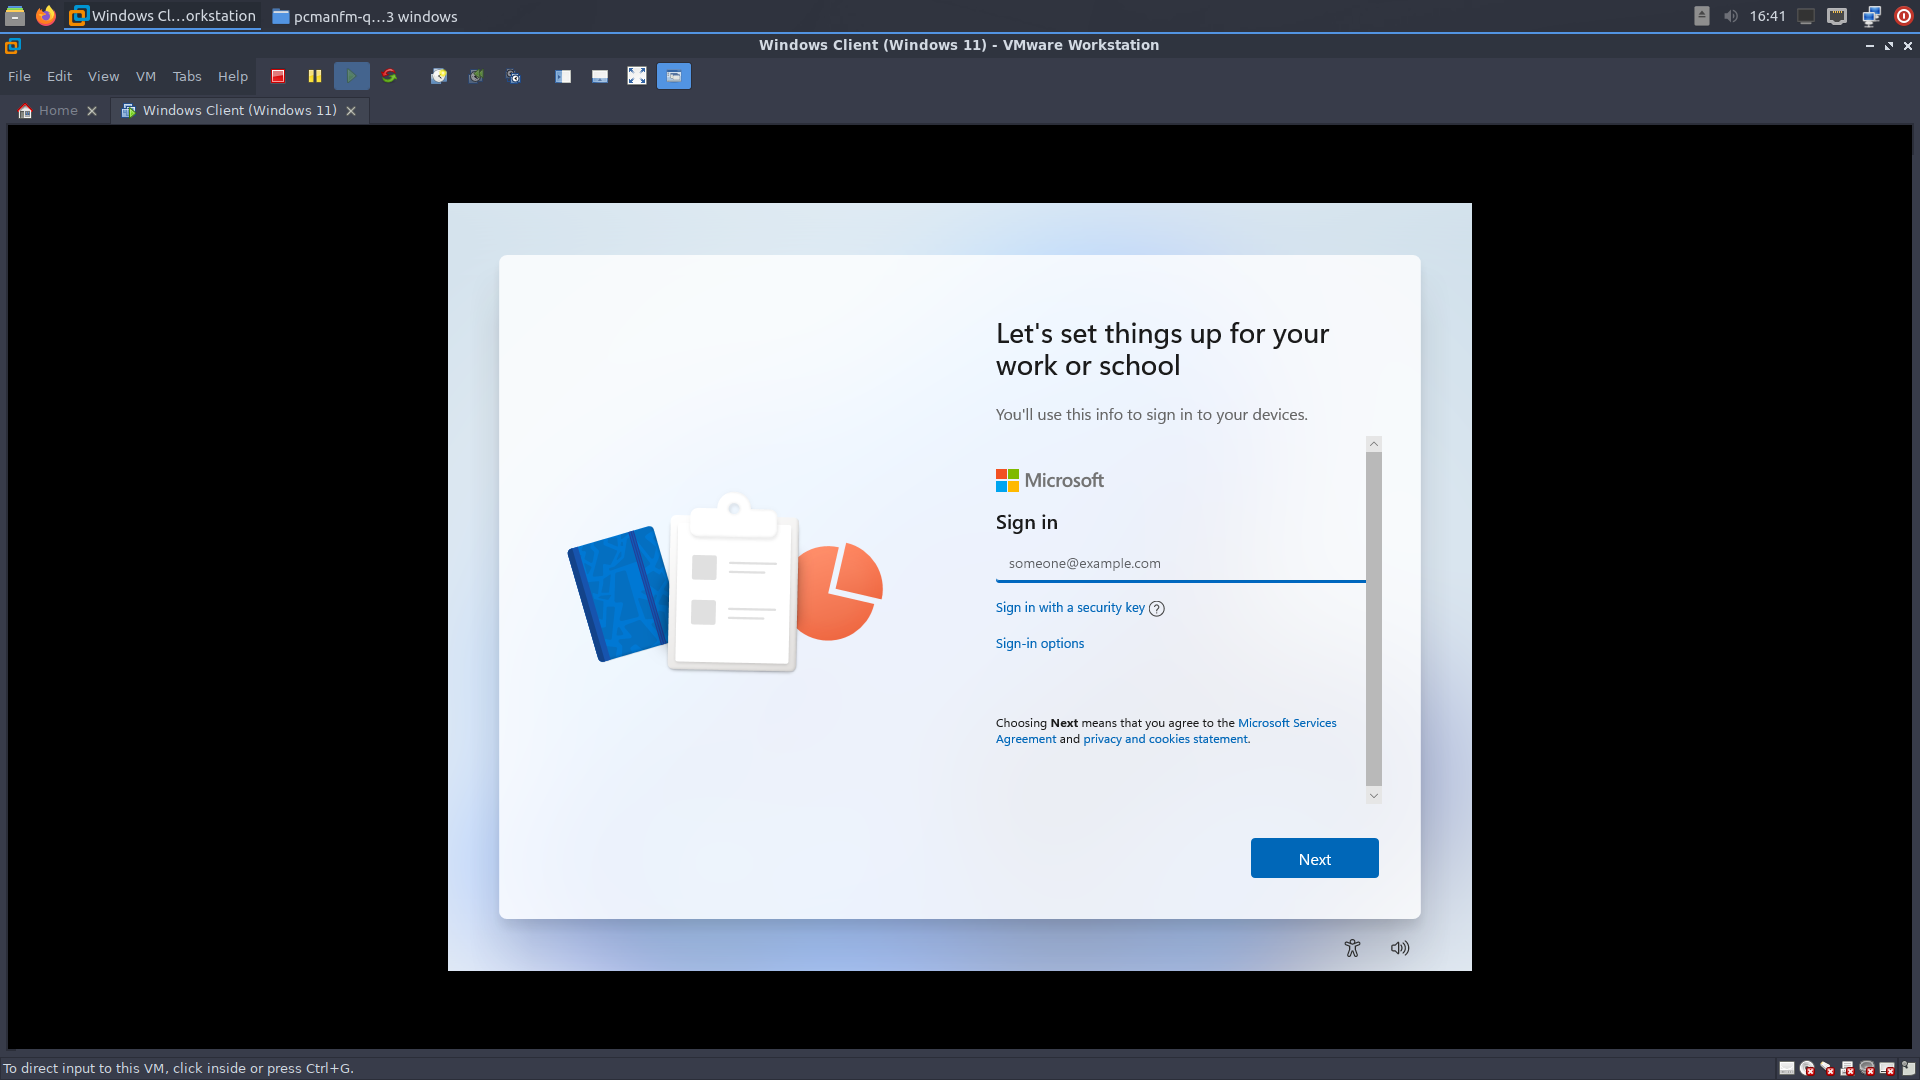 Windows Cl...orkstation
pcmanfm-q...3 windows
16:41
Windows Client (Windows 11) - VMware Workstation
File Edit View VM Tabs Help
Home
Windows Client (Windows 11)
Let's set things up for your
work or school
You'll use this info to sign in to your devices.
Microsoft
Sign in
someone@example.com
Sign in with a security key
Sign-in options
Choosing Next means that you agree to the Microsoft Services
Agreement and privacy and cookies statement.
Next
To direct input to this VM, click inside or press Ctrl+G.